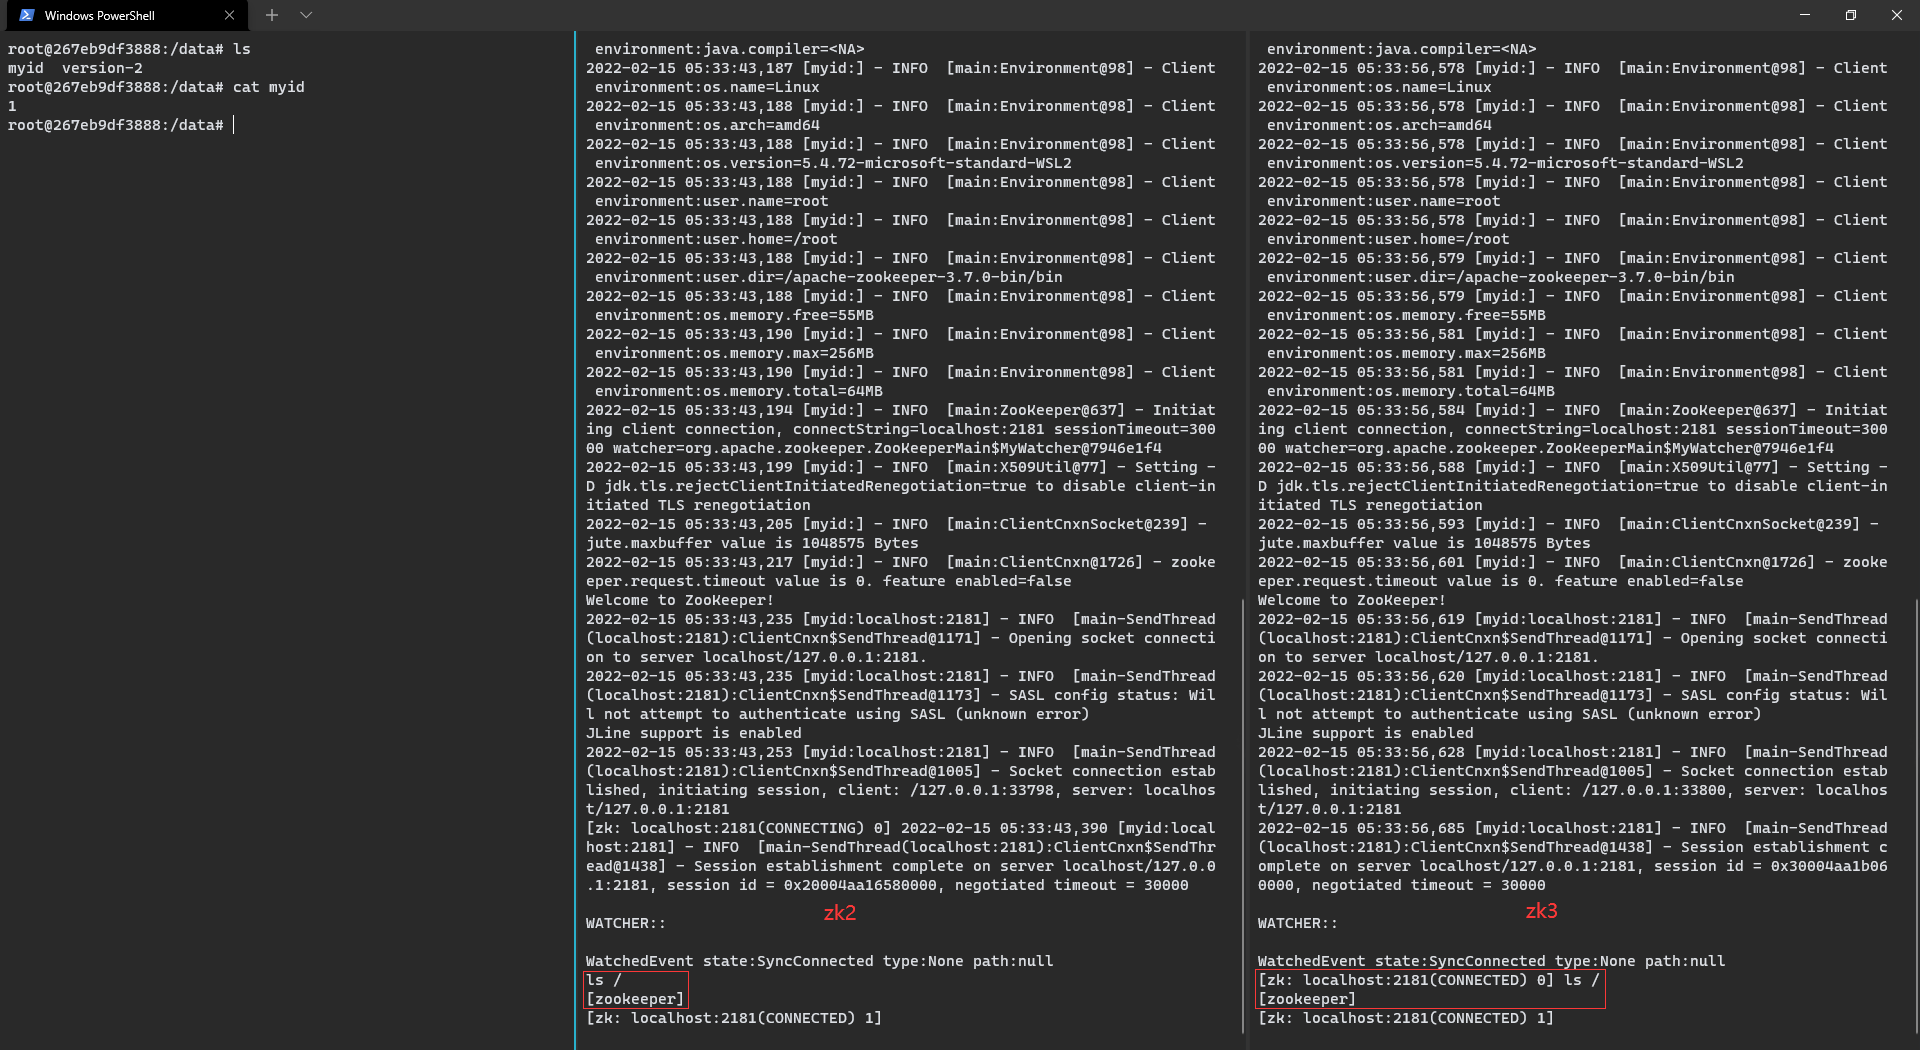 Windows PowerShell
root@267eb9df3888:/data# ls
myid  version-2
root@267eb9df3888:/data# cat myid
1
root@267eb9df3888:/data#
environment:java.compiler=<NA>
2022-02-15 05:33:43,187 [myid:] - INFO  [main:Environment@98] - Client
environment:os.name=Linux
2022-02-15 05:33:43,188 [myid:] - INFO  [main:Environment@98] - Client
environment:os.arch=amd64
2022-02-15 05:33:43,188 [myid:] - INFO  [main:Environment@98] - Client
environment:os.version=5.4.72-microsoft-standard-WSL2
2022-02-15 05:33:43,188 [myid:] - INFO  [main:Environment@98] - Client
environment:user.name=root
2022-02-15 05:33:43,188 [myid:] - INFO  [main:Environment@98] - Client
environment:user.home=/root
2022-02-15 05:33:43,188 [myid:] - INFO  [main:Environment@98] - Client
environment:user.dir=/apache-zookeeper-3.7.0-bin/bin
2022-02-15 05:33:43,188 [myid:] - INFO  [main:Environment@98] - Client
environment:os.memory.free=55MB
2022-02-15 05:33:43,190 [myid:] - INFO  [main:Environment@98] - Client
environment:os.memory.max=256MB
2022-02-15 05:33:43,190 [myid:] - INFO  [main:Environment@98] - Client
environment:os.memory.total=64MB
2022-02-15 05:33:43,194 [myid:] - INFO  [main:ZooKeeper@637] - Initiat
ing client connection, connectString=localhost:2181 sessionTimeout=300
00 watcher=org.apache.zookeeper.ZooKeeperMain$MyWatcher@7946e1f4
2022-02-15 05:33:43,199 [myid:] - INFO  [main:X509Util@77] - Setting -
D jdk.tls.rejectClientInitiatedRenegotiation=true to disable client-in
itiated TLS renegotiation
2022-02-15 05:33:43,205 [myid:] - INFO  [main:ClientCnxnSocket@239] -
jute.maxbuffer value is 1048575 Bytes
2022-02-15 05:33:43,217 [myid:] - INFO  [main:ClientCnxn@1726] - zooke
eper.request.timeout value is 0. feature enabled=false
Welcome to ZooKeeper!
2022-02-15 05:33:43,235 [myid:localhost:2181] - INFO  [main-SendThread
(localhost:2181):ClientCnxn$SendThread@1171] - Opening socket connecti
on to server localhost/127.0.0.1:2181.
2022-02-15 05:33:43,235 [myid:localhost:2181] - INFO  [main-SendThread
(localhost:2181):ClientCnxn$SendThread@1173] - SASL config status: Wil
l not attempt to authenticate using SASL (unknown error)
JLine support is enabled
2022-02-15 05:33:43,253 [myid:localhost:2181] - INFO  [main-SendThread
(localhost:2181):ClientCnxn$SendThread@1005] - Socket connection estab
lished, initiating session, client: /127.0.0.1:33798, server: localhos
t/127.0.0.1:2181
[zk: localhost:2181(CONNECTING) 0] 2022-02-15 05:33:43,390 [myid:local
host:2181] - INFO  [main-SendThread(localhost:2181):ClientCnxn$SendThr
ead@1438] - Session establishment complete on server localhost/127.0.0
.1:2181, session id = 0x20004aa16580000, negotiated timeout = 30000
zk2
WATCHER::
WatchedEvent state:SyncConnected type:None path:null
ls /
[zookeeper]
[zk: localhost:2181(CONNECTED) 1]
environment:java.compiler=<NA>
2022-02-15 05:33:56,578 [myid:] - INFO  [main:Environment@98] - Client
environment:os.name=Linux
2022-02-15 05:33:56,578 [myid:] - INFO  [main:Environment@98] - Client
environment:os.arch=amd64
2022-02-15 05:33:56,578 [myid:] - INFO  [main:Environment@98] - Client
environment:os.version=5.4.72-microsoft-standard-WSL2
2022-02-15 05:33:56,578 [myid:] - INFO  [main:Environment@98] - Client
environment:user.name=root
2022-02-15 05:33:56,578 [myid:] - INFO  [main:Environment@98] - Client
environment:user.home=/root
2022-02-15 05:33:56,579 [myid:] - INFO  [main:Environment@98] - Client
environment:user.dir=/apache-zookeeper-3.7.0-bin/bin
2022-02-15 05:33:56,579 [myid:] - INFO  [main:Environment@98] - Client
environment:os.memory.free=55MB
2022-02-15 05:33:56,581 [myid:] - INFO  [main:Environment@98] - Client
environment:os.memory.max=256MB
2022-02-15 05:33:56,581 [myid:] - INFO  [main:Environment@98] - Client
environment:os.memory.total=64MB
2022-02-15 05:33:56,584 [myid:] - INFO  [main:ZooKeeper@637] - Initiat
ing client connection, connectString=localhost:2181 sessionTimeout=300
00 watcher=org.apache.zookeeper.ZooKeeperMain$MyWatcher@7946e1f4
2022-02-15 05:33:56,588 [myid:] - INFO  [main:X509Util@77] - Setting -
D jdk.tls.rejectClientInitiatedRenegotiation=true to disable client-in
itiated TLS renegotiation
2022-02-15 05:33:56,593 [myid:] - INFO  [main:ClientCnxnSocket@239] -
jute.maxbuffer value is 1048575 Bytes
2022-02-15 05:33:56,601 [myid:] - INFO  [main:ClientCnxn@1726] - zooke
eper.request.timeout value is 0. feature enabled=false
Welcome to ZooKeeper!
2022-02-15 05:33:56,619 [myid:localhost:2181] - INFO  [main-SendThread
(localhost:2181):ClientCnxn$SendThread@1171] - Opening socket connecti
on to server localhost/127.0.0.1:2181.
2022-02-15 05:33:56,620 [myid:localhost:2181] - INFO  [main-SendThread
(localhost:2181):ClientCnxn$SendThread@1173] - SASL config status: Wil
l not attempt to authenticate using SASL (unknown error)
JLine support is enabled
2022-02-15 05:33:56,628 [myid:localhost:2181] - INFO  [main-SendThread
(localhost:2181):ClientCnxn$SendThread@1005] - Socket connection estab
lished, initiating session, client: /127.0.0.1:33800, server: localhos
t/127.0.0.1:2181
2022-02-15 05:33:56,685 [myid:localhost:2181] - INFO  [main-SendThread
(localhost:2181):ClientCnxn$SendThread@1438] - Session establishment c
omplete on server localhost/127.0.0.1:2181, session id = 0x30004aa1b06
0000, negotiated timeout = 30000
zk3
WATCHER::
WatchedEvent state:SyncConnected type:None path:null
[zk: localhost:2181(CONNECTED) 0] ls /
[zookeeper]
[zk: localhost:2181(CONNECTED) 1]